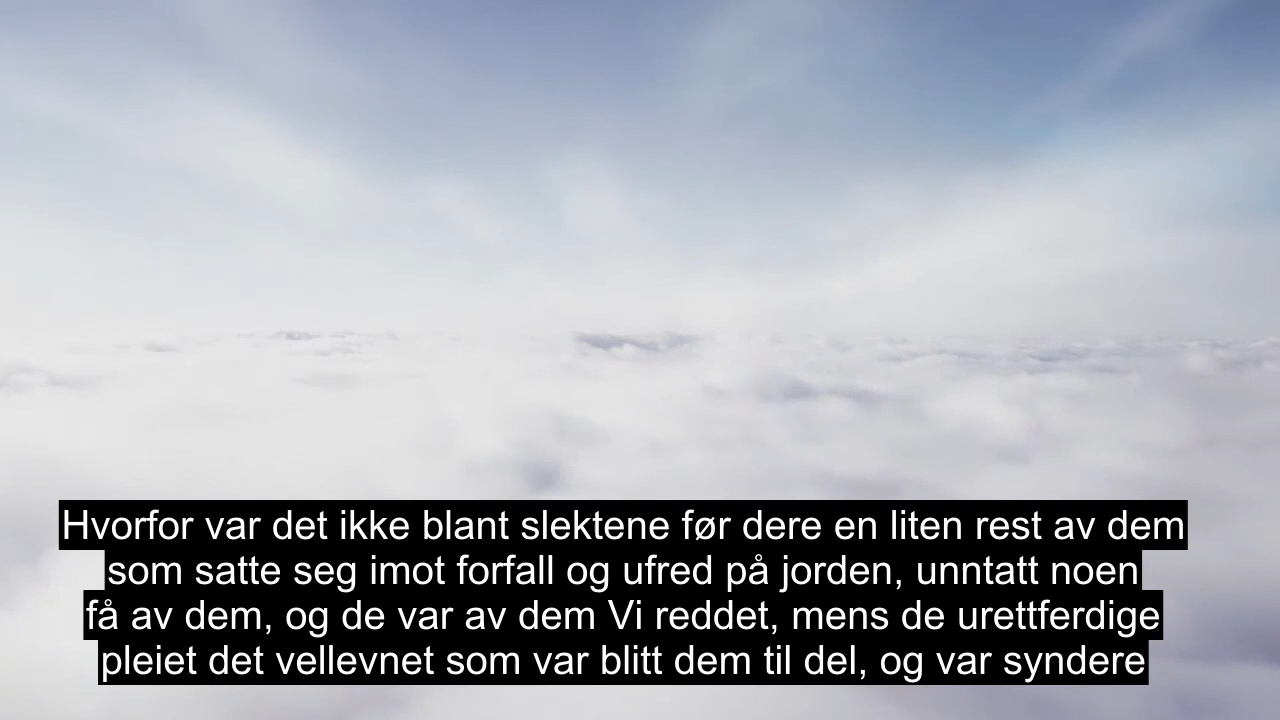 Hvorfor var det ikke blant slektene før dere en liten rest av dem
som satte seg imot forfall og ufred på jorden, unntatt noen
få av dem, og de var av dem Vi reddet, mens de urettferdige
pleiet det vellevnet som var blitt dem til del, og var syndere